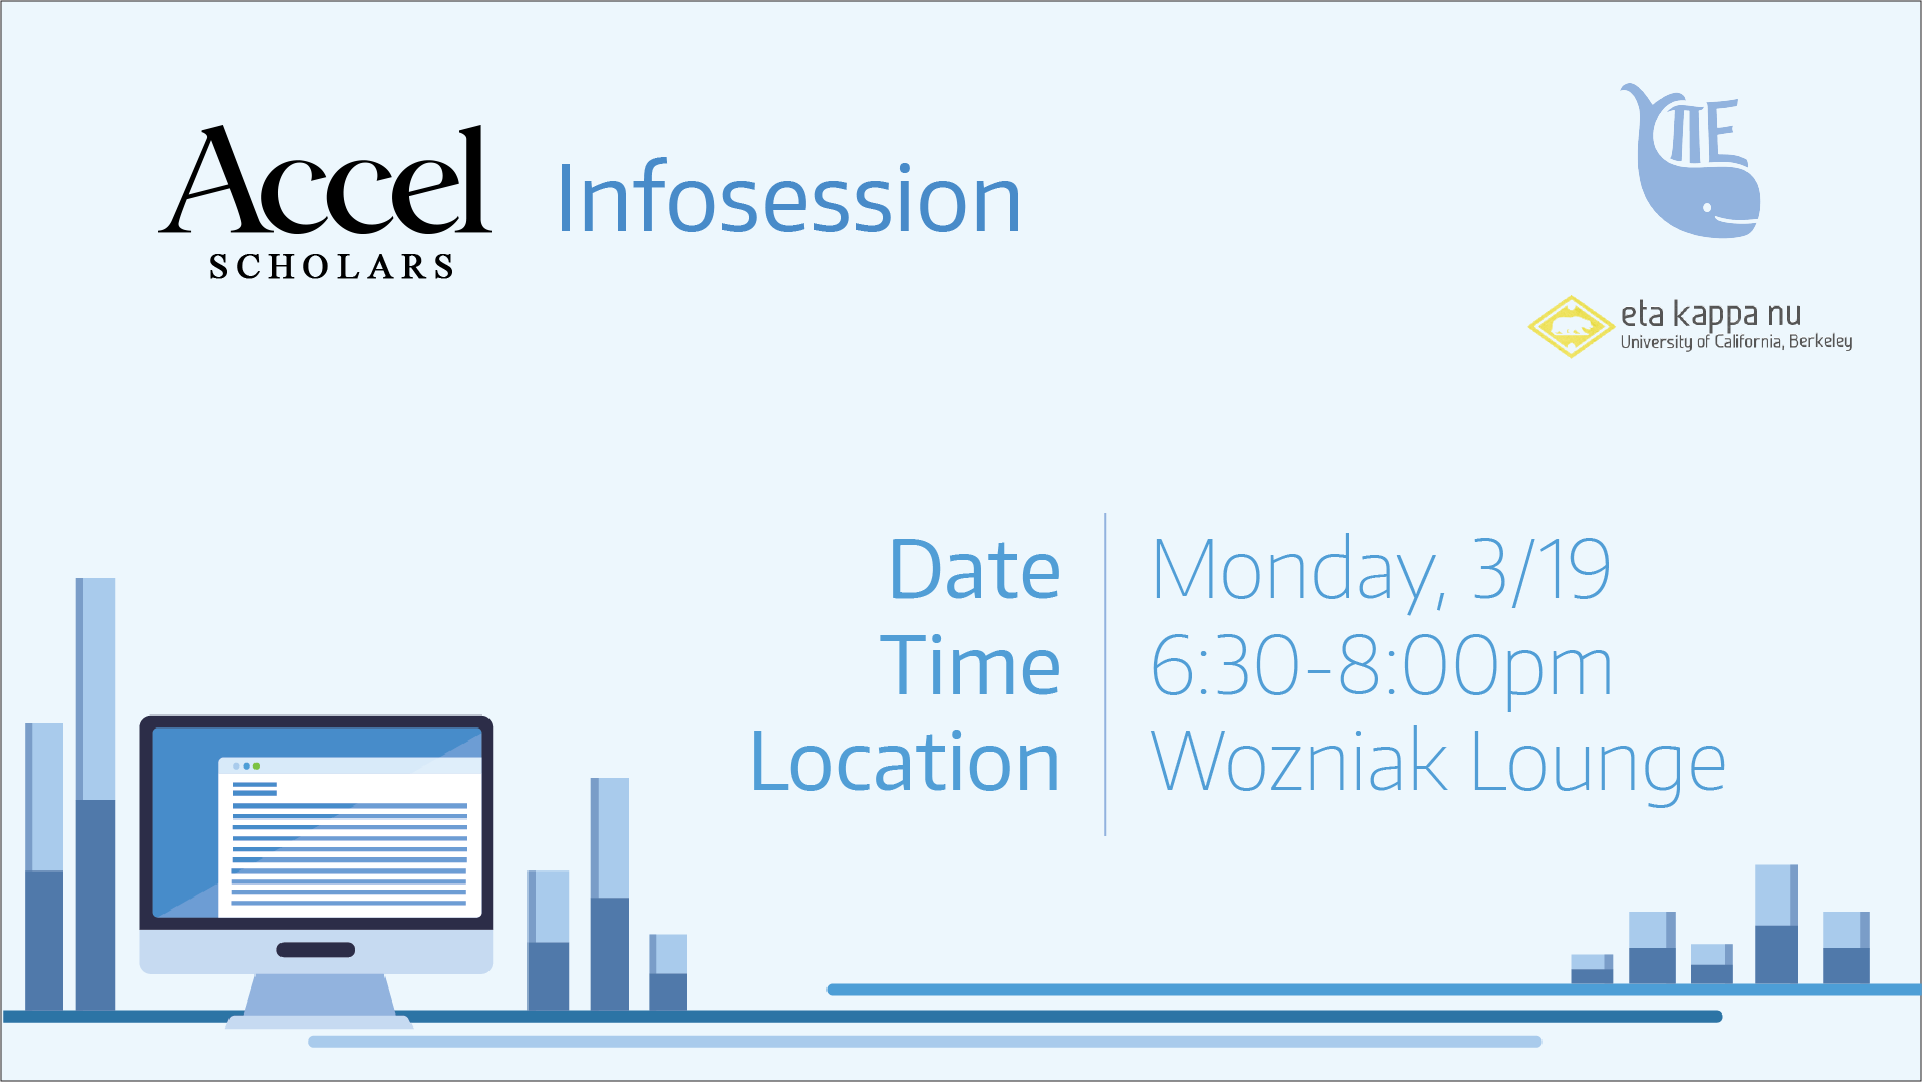 Accel
SCHOLARS
Infosession
ΠΕ
eta kappa nu
University of California, Berkeley
Date
Monday, 3/19
Time
6:30-8:00pm
Location
Wozniak Lounge